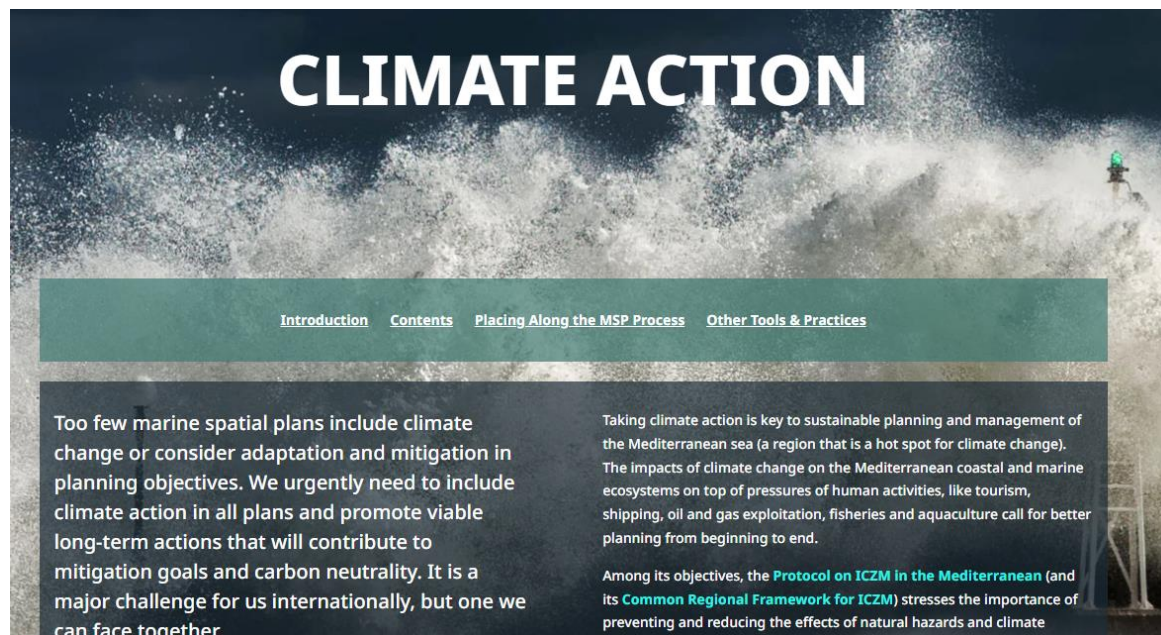 CLIMATE ACTION
Introduction Contents Placing Along the MSP Process Other Tools & Practices
Too few marine spatial plans include climate
change or consider adaptation and mitigation in
planning objectives. We urgently need to include
climate action in all plans and promote viable
long-term actions that will contribute to
mitigation goals and carbon neutrality. It is a
major challenge for us internationally, but one we
can face together
Taking climate action is key to sustainable planning and management of
the Mediterranean sea (a region that is a hot spot for climate change).
The impacts of climate change on the Mediterranean coastal and marine
ecosystems on top of pressures of human activities, like tourism,
shipping, oil and gas exploitation, fisheries and aquaculture call for better
planning from beginning to end.
Among its objectives, the Protocol on ICZM in the Mediterranean (and
its Common Regional Framework for ICZM) stresses the importance of
preventing and reducing the effects of natural hazards and climate